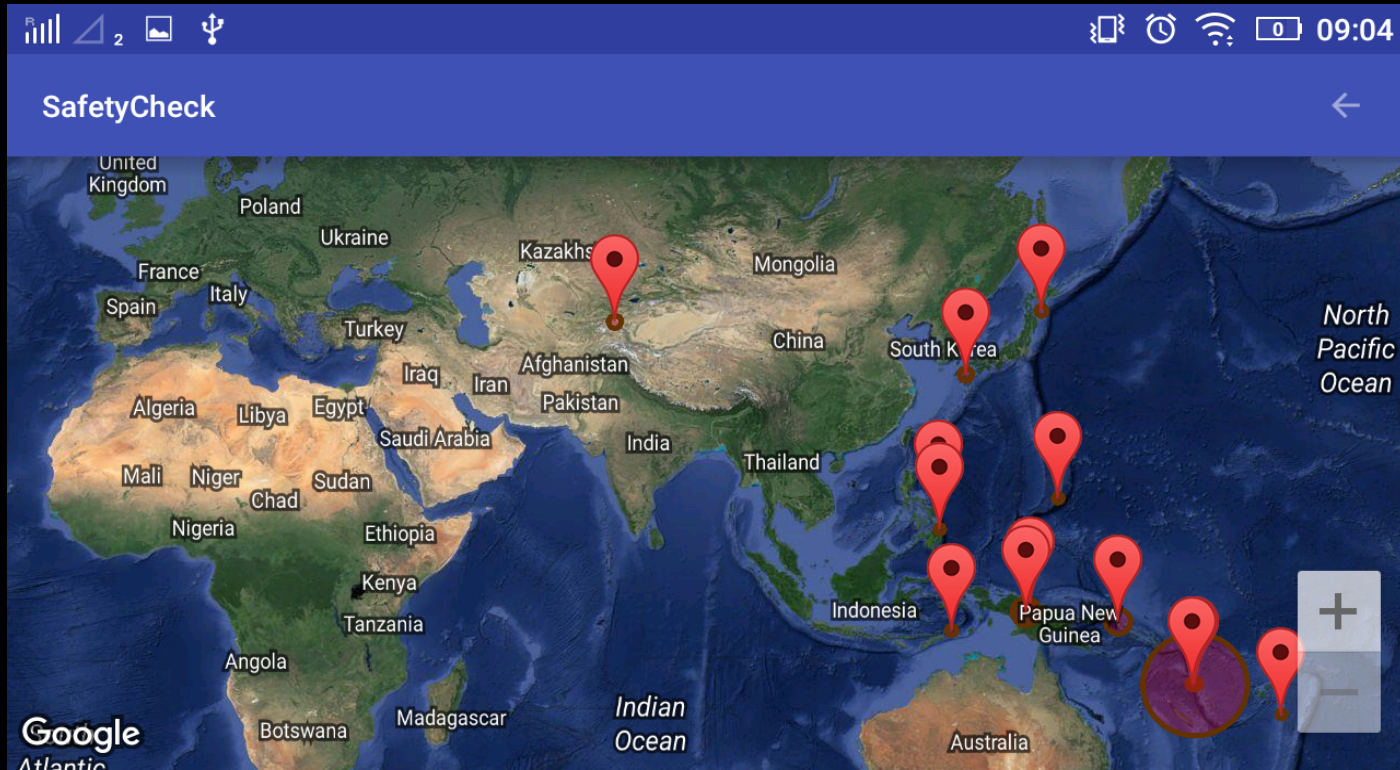 R
2
0
09:04
SafetyCheck
United
Kingdom
Poland
Ukraine
Kazakhs
Mongolia
France
Italy
Spain
Turkey
North
Pacific
Ocean
China
South K rea
Afghanistan
Iraq
Iran
Pakistan
Algeria
Libya
Egypt
Saudi Arabia
India
Thailand
Mali
Niger
Sudan
Chad
Nigeria
Ethiopia
Kenya
Indonesia
Papua New
Guinea
Tanzania
Angola
+
−
Indian
Ocean
Madagascar
Botswana
Australia
Google
Atlantic